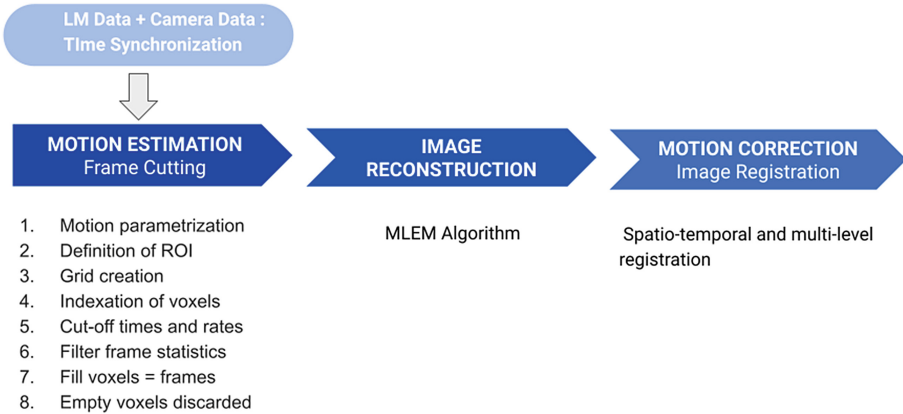 LM Data + Camera Data :
TIme Synchronization
MOTION ESTIMATION
Frame Cutting
IMAGE
RECONSTRUCTION
MOTION CORRECTION
Image Registration
1. Motion parametrization
2. Definition of ROI
3. Grid creation
4. Indexation of voxels
5. Cut-off times and rates
6. Filter frame statistics
7. Fill voxels = frames
8. Empty voxels discarded
MLEM Algorithm
Spatio-temporal and multi-level
registration